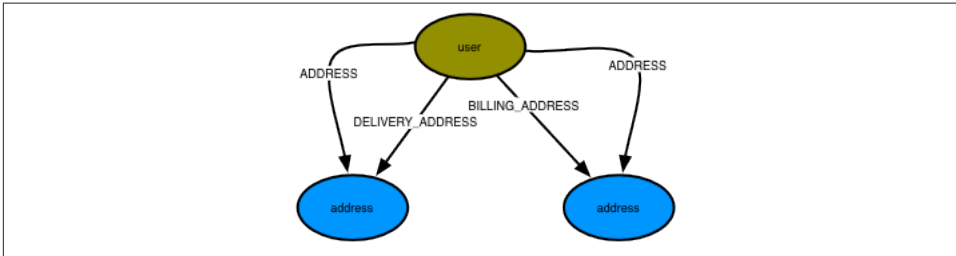 user
ADDRESS
ADDRESS
BILLING_ADDRESS
DELIVERY_ADDRESS
address
address